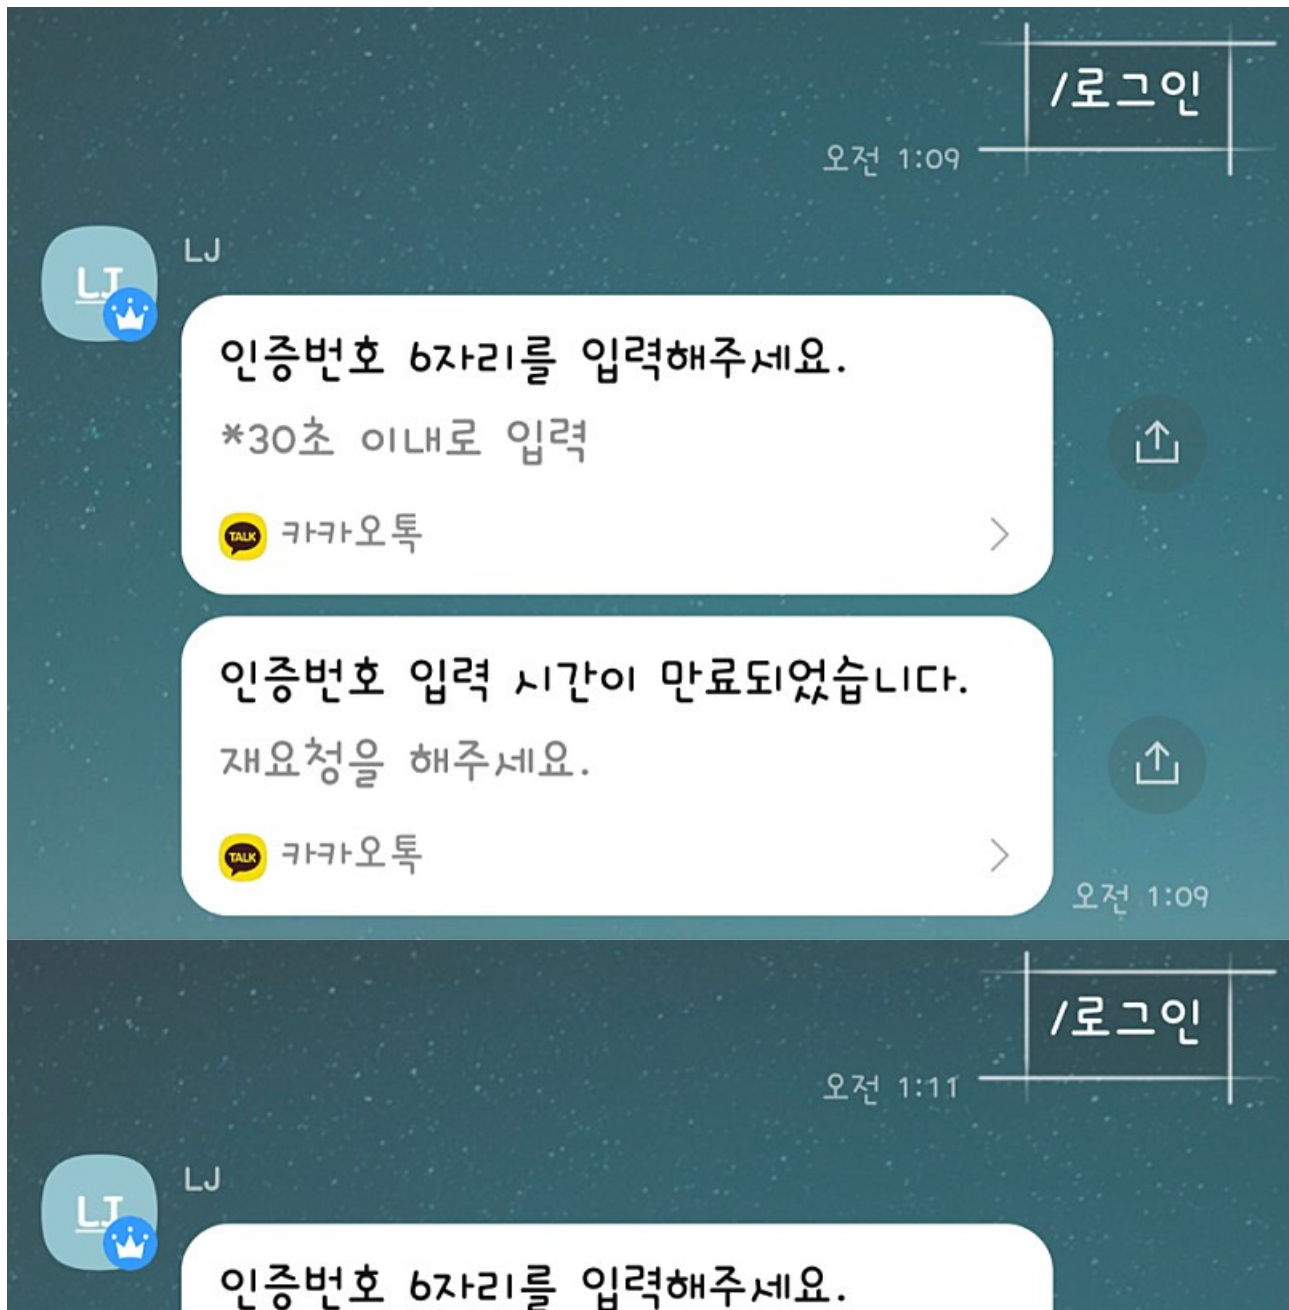 /로그인
오전 1:09
LJ
LJ
인증번호 6자리를 입력해주세요.
*30초 이내로 입력
TALK 카카오톡
인증번호 입력 시간이 만료되었습니다.
재요청을 해주세요.
TALK 카카오톡
오전 1:09
/로그인
오전 1:11
LJ
LJ
인증번호 6자리를 입력해주세요.